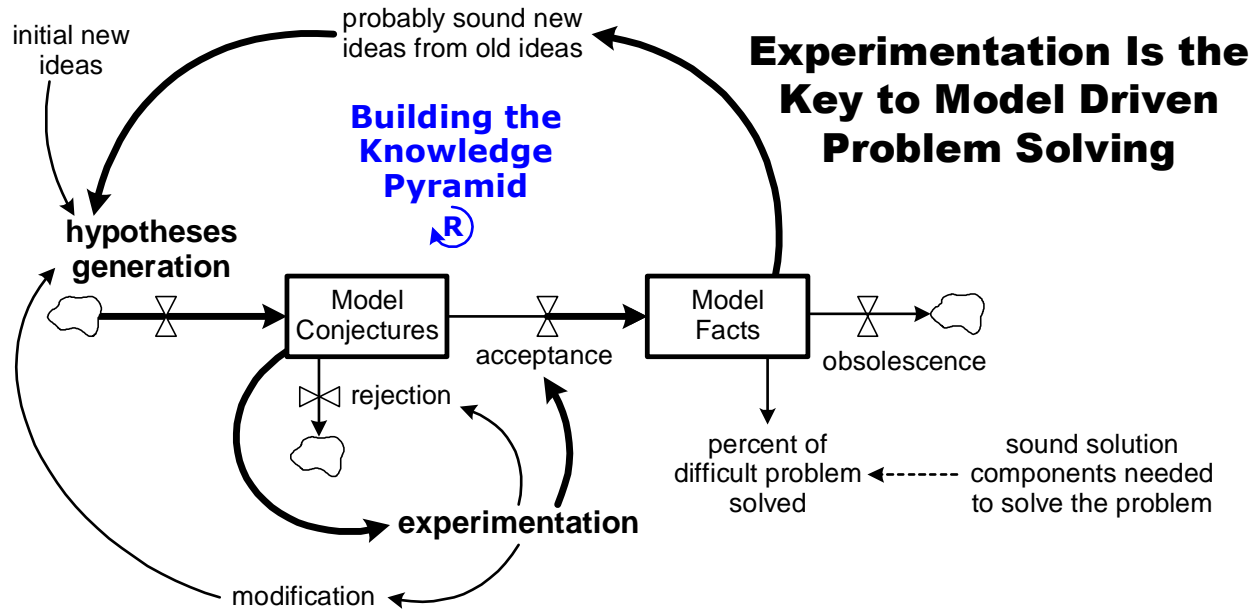 initial new
ideas
probably sound new
ideas from old ideas
Experimentation Is the
Key to Model Driven
Problem Solving
Building the
Knowledge
Pyramid
R
hypotheses
generation
Model
Conjectures
acceptance
Model
Facts
obsolescence
rejection
percent of
difficult problem
solved
sound solution
components needed
to solve the problem
experimentation
modification